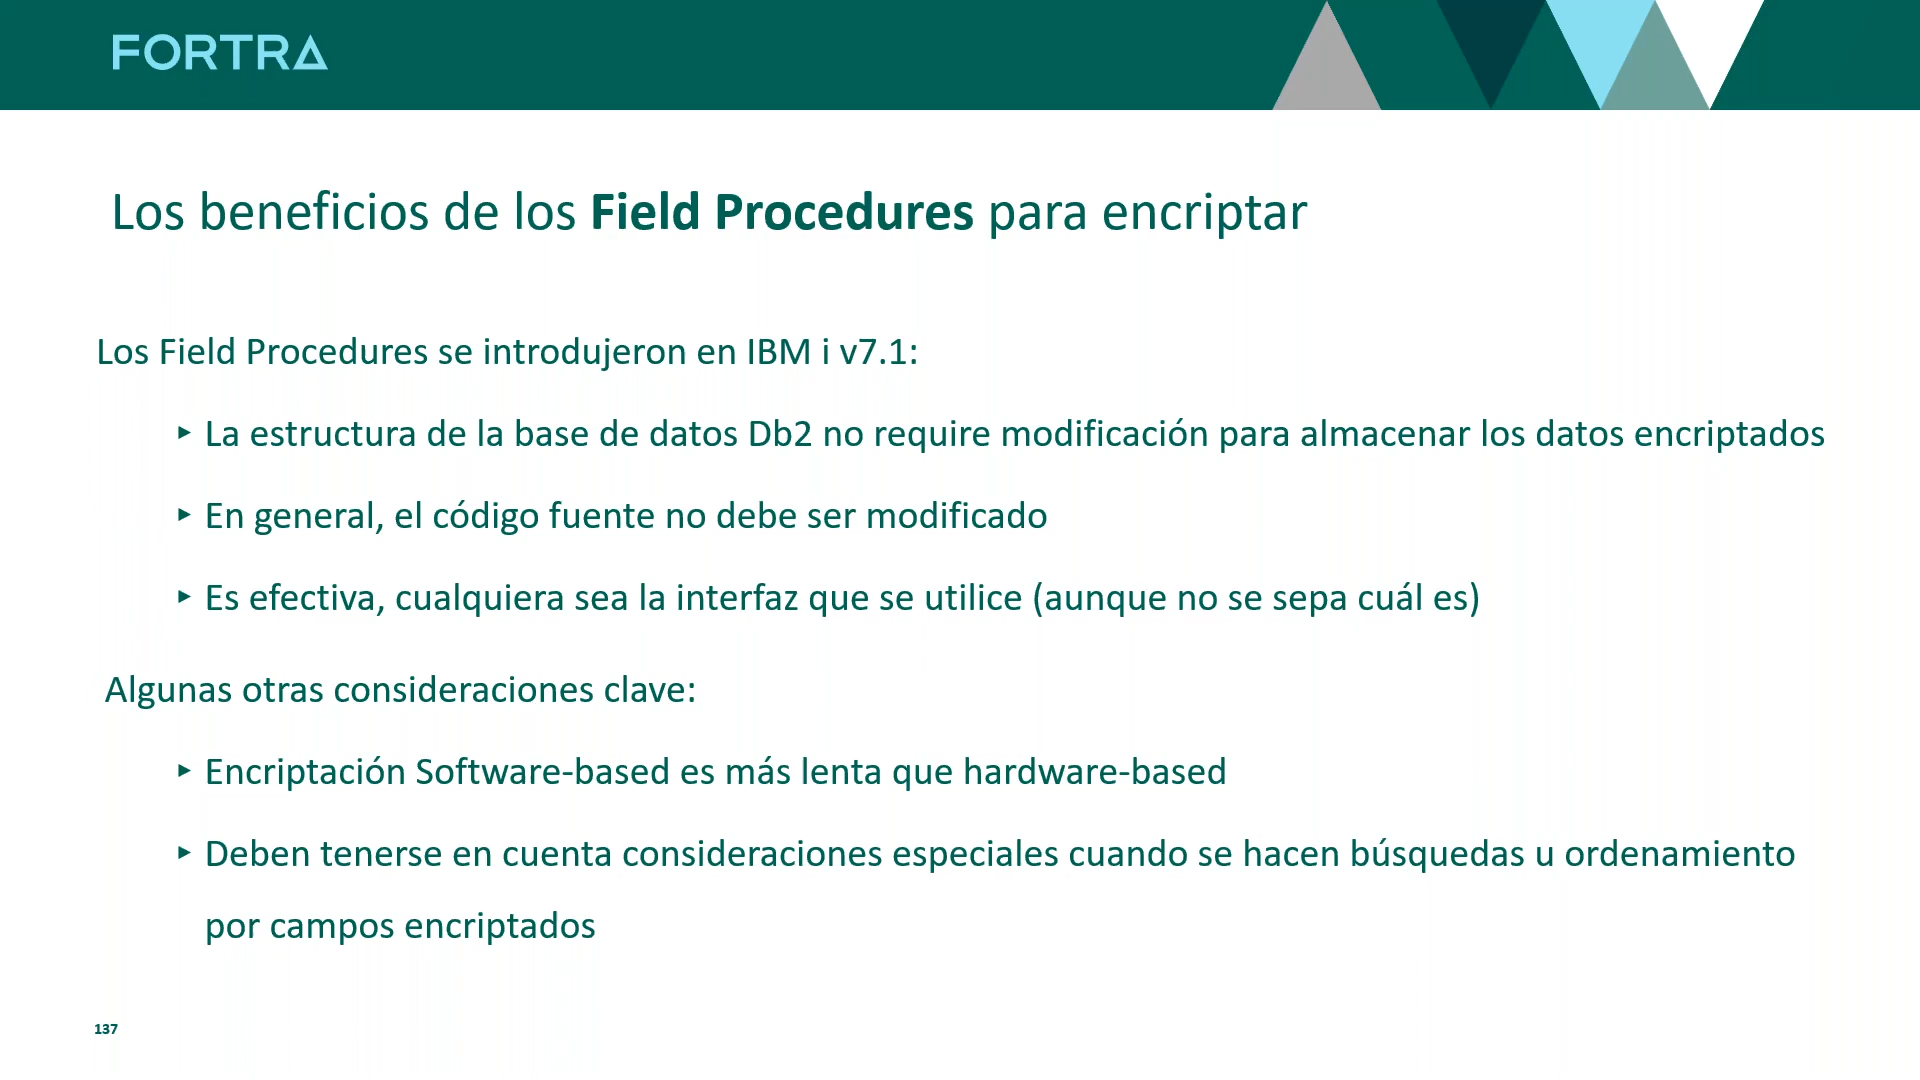 FORTRA
Los beneficios de los Field Procedures para encriptar
Los Field Procedures se introdujeron en IBM i v7.1:
‣ La estructura de la base de datos Db2 no require modificación para almacenar los datos encriptados
‣ En general, el código fuente no debe ser modificado
‣ Es efectiva, cualquiera sea la interfaz que se utilice (aunque no se sepa cuál es)
Algunas otras consideraciones clave:
‣ Encriptación Software-based es más lenta que hardware-based
‣ Deben tenerse en cuenta consideraciones especiales cuando se hacen búsquedas u ordenamiento
por campos encriptados
137